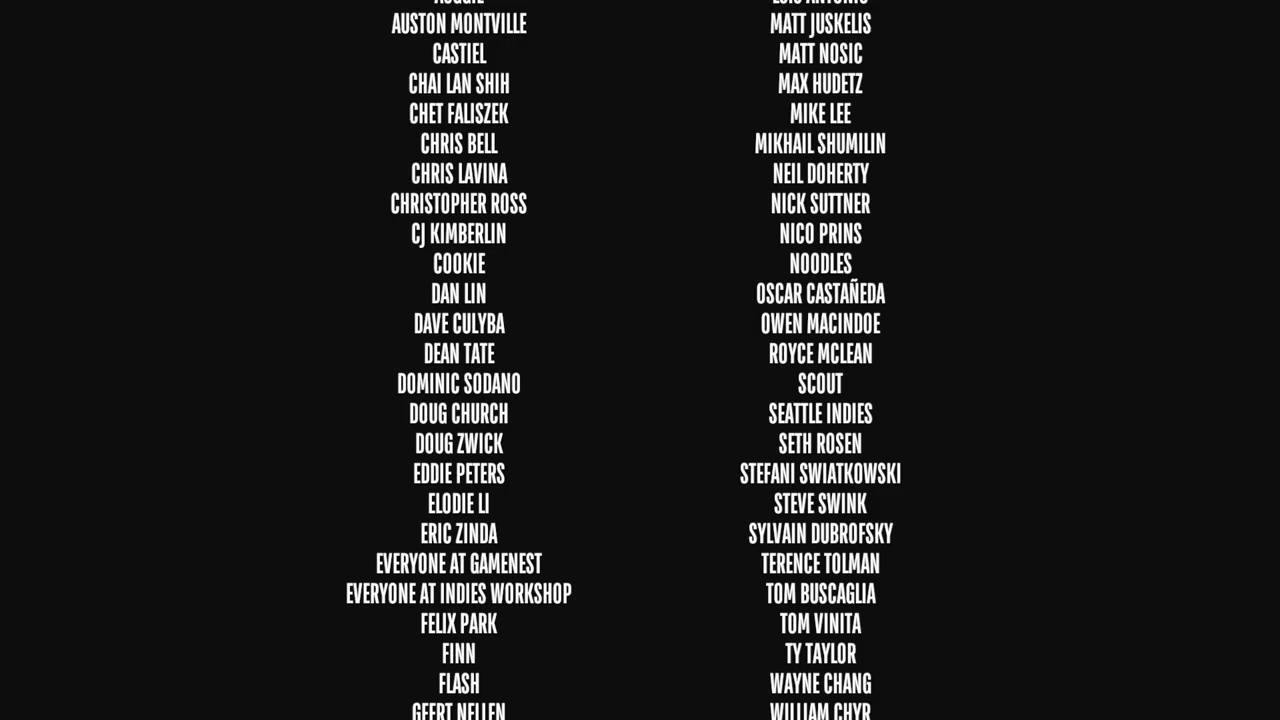 AUGGIE
AUSTON MONTVILLE
CASTIEL
CHAI LAN SHIH
CHET FALISZEK
CHRIS BELL
CHRIS LAVINA
CHRISTOPHER ROSS
CJ KIMBERLIN
COOKIE
DAN LIN
DAVE CULYBA
DEAN TATE
DOMINIC SODANO
DOUG CHURCH
DOUG ZWICK
EDDIE PETERS
ELODIE LI
ERIC ZINDA
EVERYONE AT GAMENEST
EVERYONE AT INDIES WORKSHOP
FELIX PARK
FINN
FLASH
GEERT NELLEN
LUIS ANTONIO
MATT JUSKELIS
MATT NOSIC
MAX HUDETZ
MIKE LEE
MIKHAIL SHUMILIN
NEIL DOHERTY
NICK SUTTNER
NICO PRINS
NOODLES
OSCAR CASTAÑEDA
OWEN MACINDOE
ROYCE MCLEAN
SCOUT
SEATTLE INDIES
SETH ROSEN
STEFANI SWIATKOWSKI
STEVE SWINK
SYLVAIN DUBROFSKY
TERENCE TOLMAN
TOM BUSCAGLIA
TOM VINITA
TY TAYLOR
WAYNE CHANG
WILLIAM CHYR